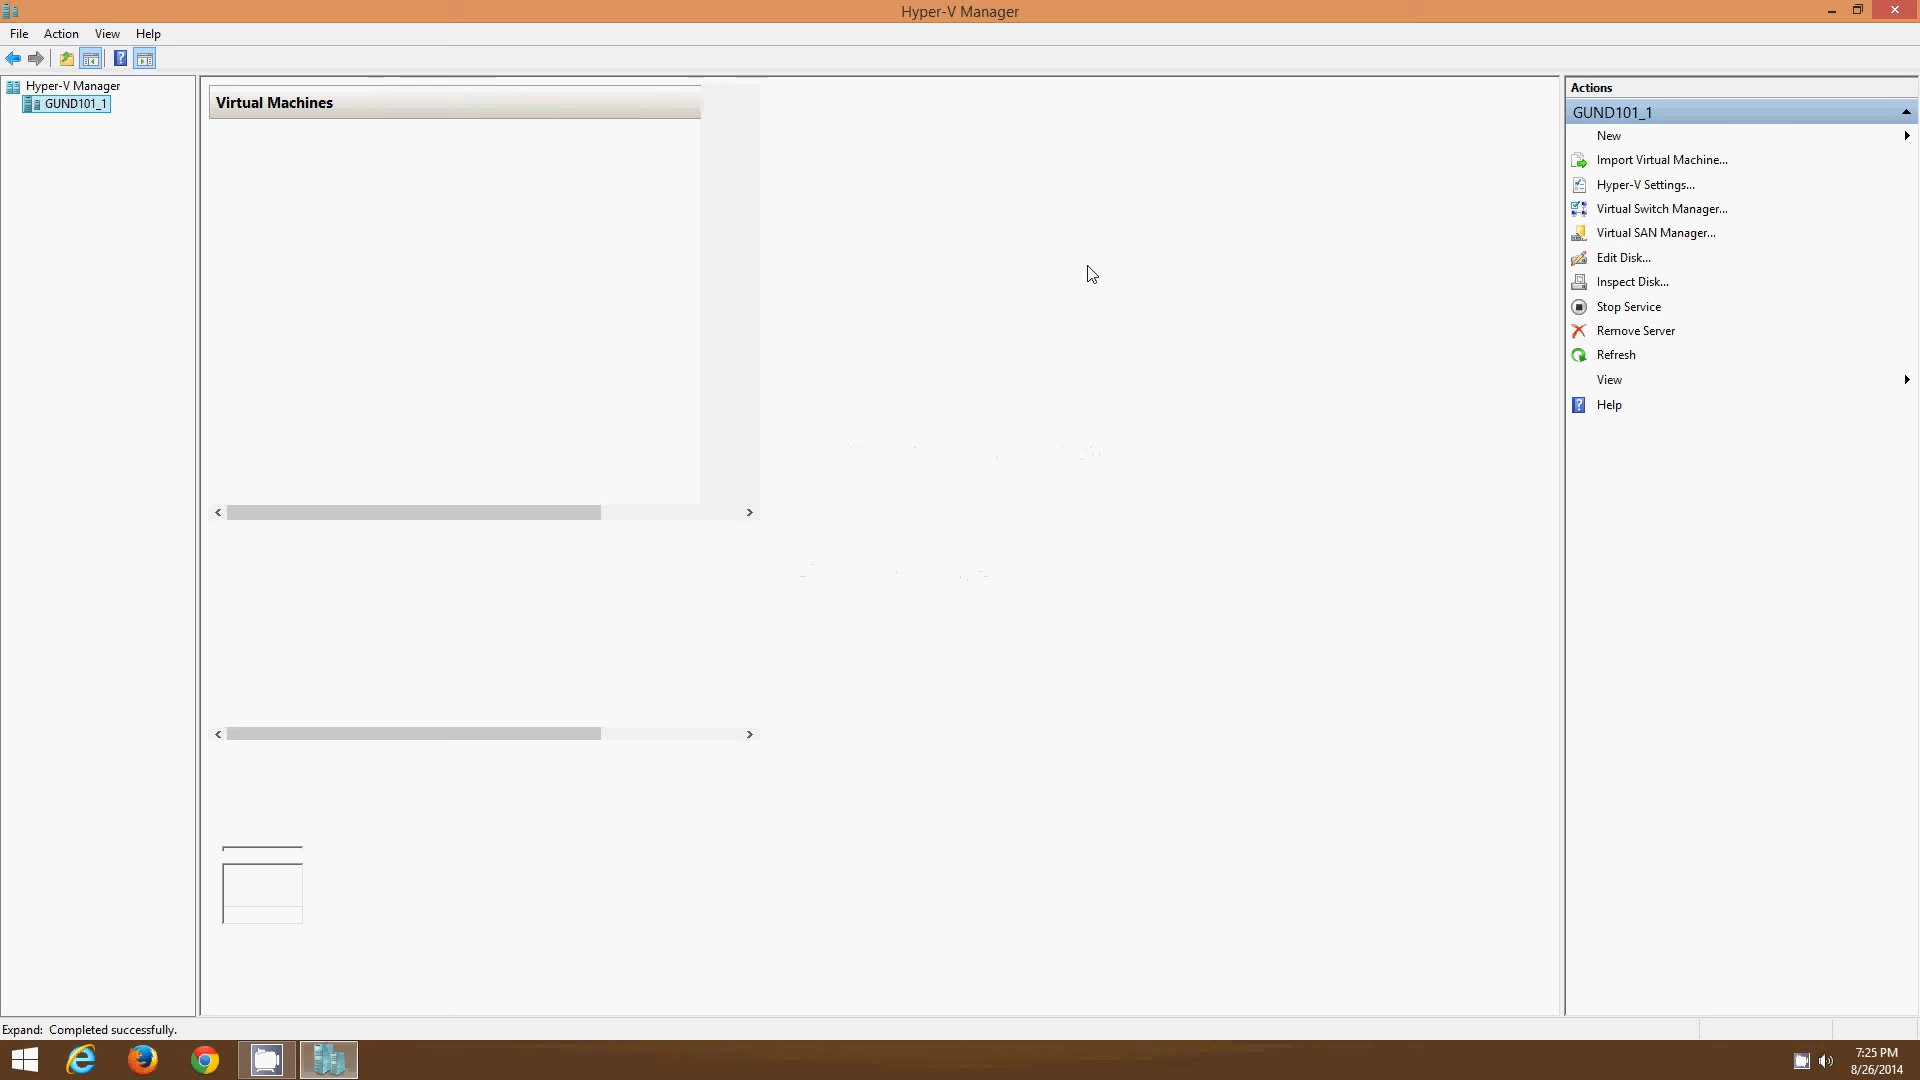 Hyper-V Manager
File Action View Help
Hyper-V Manager
GUND101_1
Virtual Machines
Actions
GUND101_1
New
Import Virtual Machine...
Hyper-V Settings...
Virtual Switch Manager...
Virtual SAN Manager...
Edit Disk...
Inspect Disk...
Stop Service
Remove Server
Refresh
View
Help
Expand: Completed successfully.
7:25 PM
8/26/2014